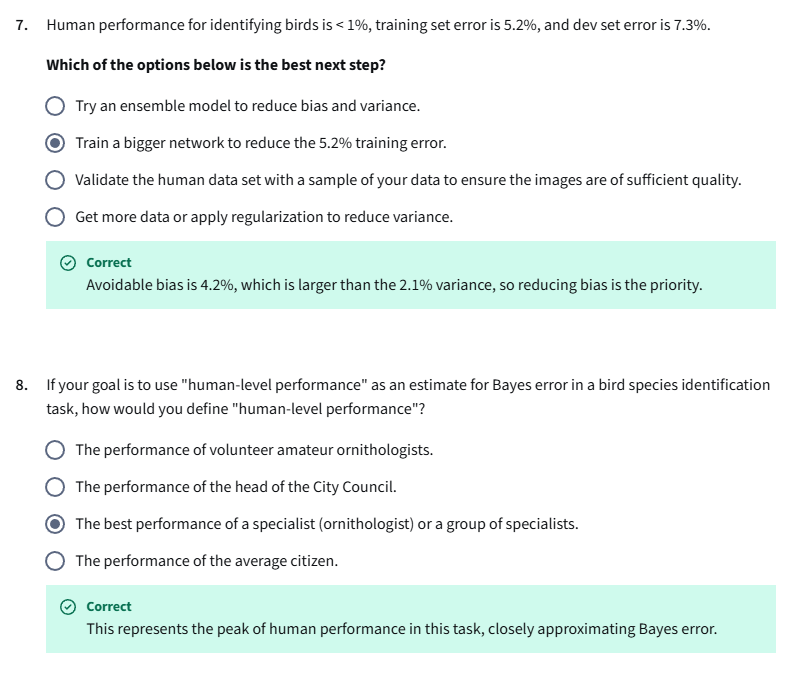 7. Human performance for identifying birds is < 1%, training set error is 5.2%, and dev set error is 7.3%.
Which of the options below is the best next step?
Try an ensemble model to reduce bias and variance.
Train a bigger network to reduce the 5.2% training error.
Validate the human data set with a sample of your data to ensure the images are of sufficient quality.
Get more data or apply regularization to reduce variance.
Correct
Avoidable bias is 4.2%, which is larger than the 2.1% variance, so reducing bias is the priority.
8. If your goal is to use "human-level performance" as an estimate for Bayes error in a bird species identification
task, how would you define "human-level performance"?
The performance of volunteer amateur ornithologists.
The performance of the head of the City Council.
The best performance of a specialist (ornithologist) or a group of specialists.
The performance of the average citizen.
Correct
This represents the peak of human performance in this task, closely approximating Bayes error.